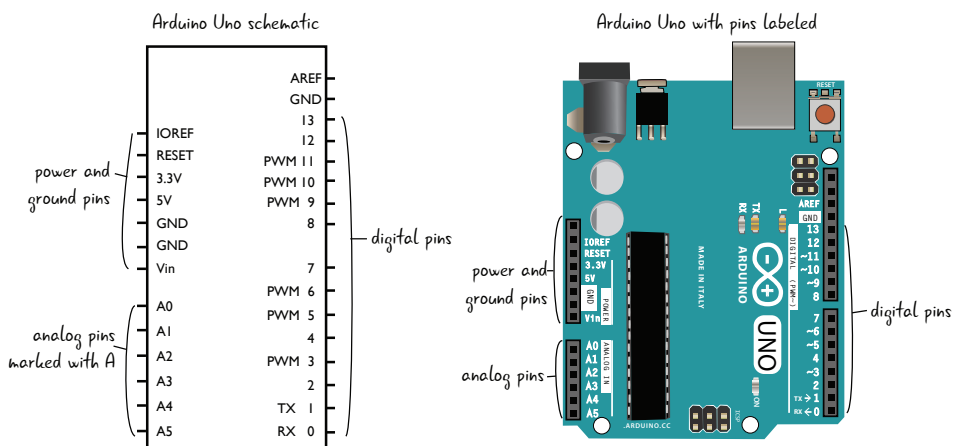 Arduino Uno schematic
AREF
GND
13
12
PWM 11
PWM 10
PWM 9
8
7
PWM 6
PWM 5
4
PWM 3
2
TX 1
RX 0
IOREF
RESET
3.3V
5V
GND
GND
Vin
A0
A1
A2
A3
A4
A5
power and
ground pins
analog pins
marked with A
digital pins
Arduino Uno with pins labeled
RESET
AREF
GND
13
12
~11
~10
~9
8
7
~6
~5
4
~3
2
TX→1
RX←0
DIGITAL (PWM~)
RX
TX
L
IOREF
RESET
3.3V
5V
GND
Vin
POWER
A0
A1
A2
A3
A4
A5
ANALOG IN
MADE IN ITALY
ARDUINO
UNO
ON
ICSP
.ARDUINO.CC
power and
ground pins
analog pins
digital pins